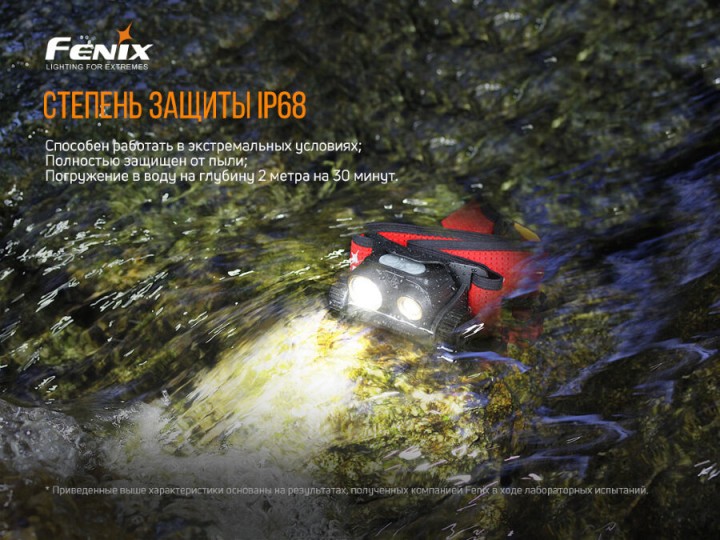 FENIX
LIGHTING FOR EXTREMES
СТЕПЕНЬ ЗАЩИТЫ IP68
Способен работать в экстремальных условиях;
Полностью защищен от пыли;
Погружение в воду на глубину 2 метра на 30 минут.
* Приведенные выше характеристики основаны на результатах, полученных компанией Fenix в ходе лабораторных испытаний.